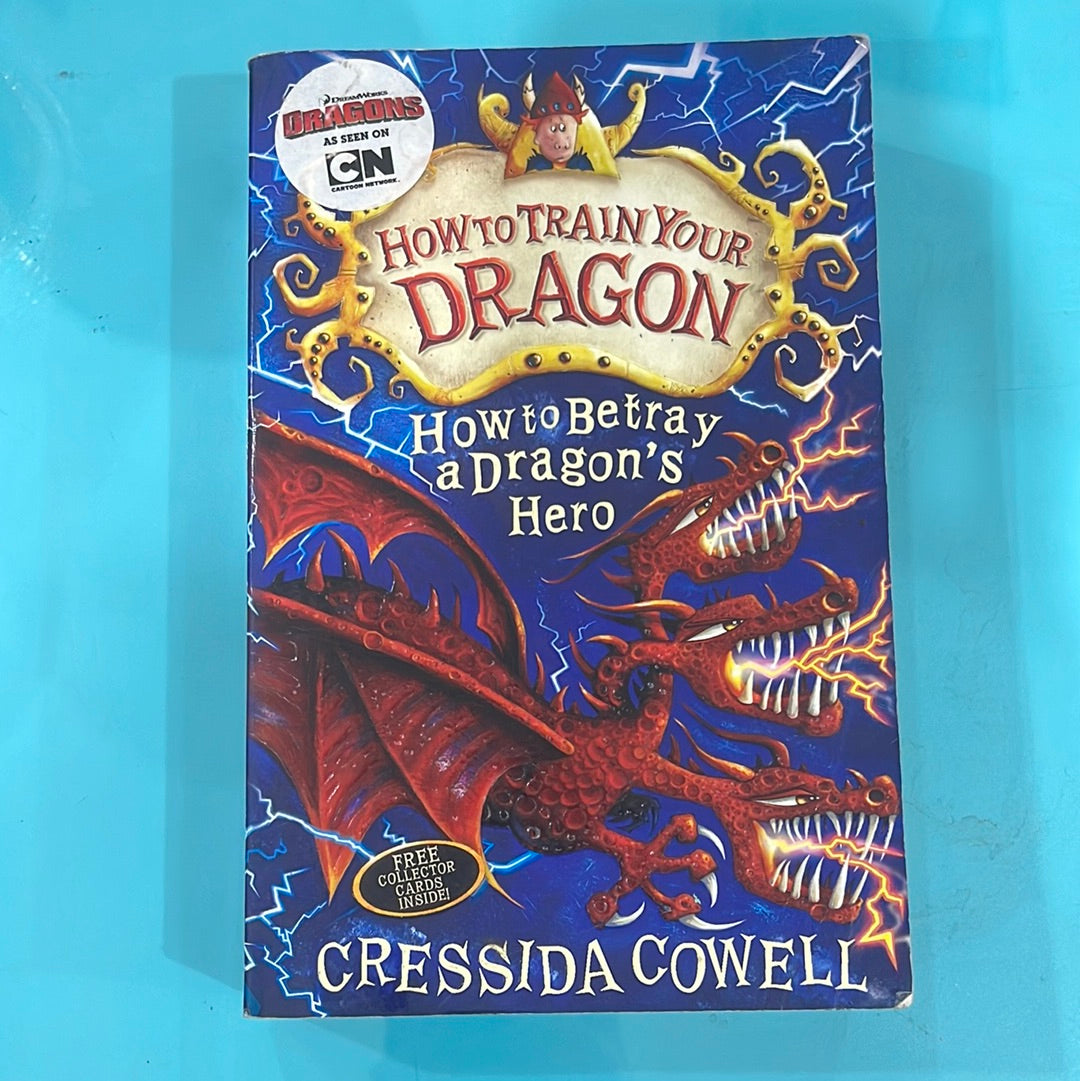 DREAMWORKS
DRAGONS
AS SEEN ON
CN
CARTOON NETWORK
HOW TO TRAIN YOUR
DRAGON
How to Betray
a Dragon's
Hero
FREE
COLLECTOR
CARDS
INSIDE!
CRESSIDA COWELL